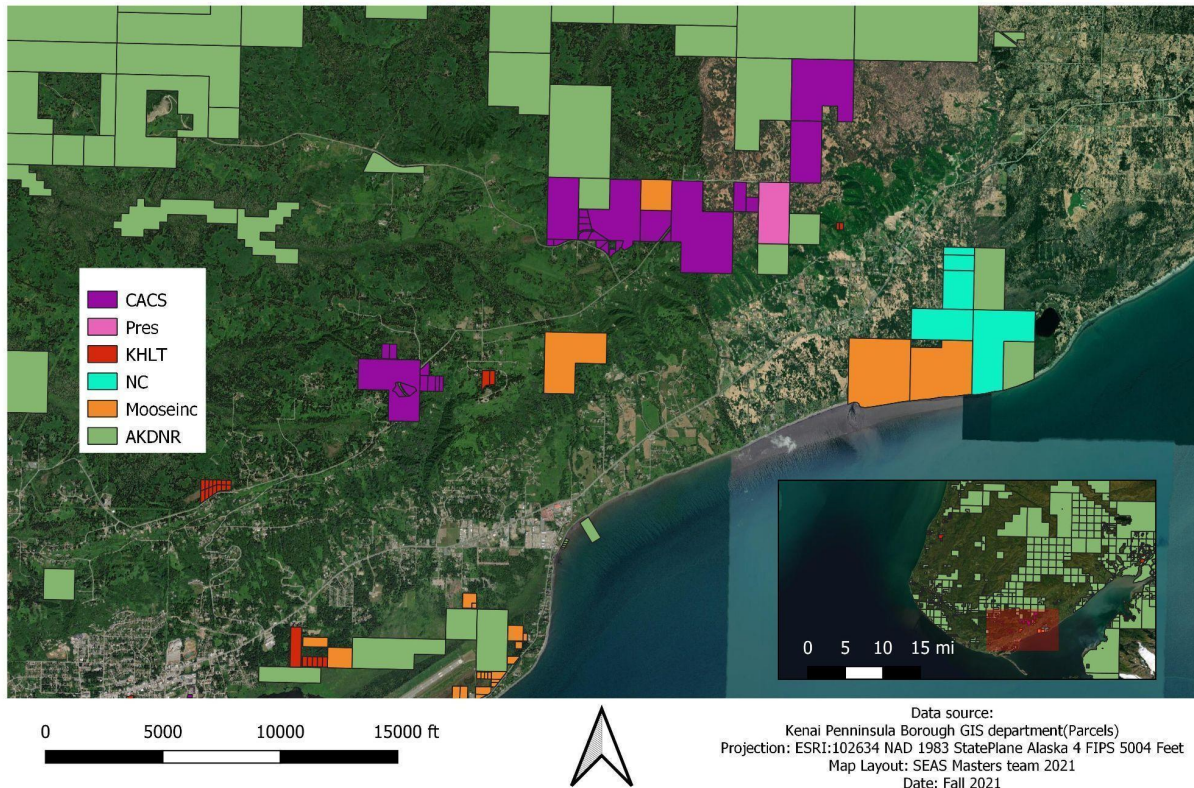 CACS
Pres
KHLT
NC
Mooseinc
AKDNR
0 5 10 15 mi
0 5000 10000 15000 ft
Data source:
Kenai Penninsula Borough GIS department(Parcels)
Projection: ESRI:102634 NAD 1983 StatePlane Alaska 4 FIPS 5004 Feet
Map Layout: SEAS Masters team 2021
Date: Fall 2021